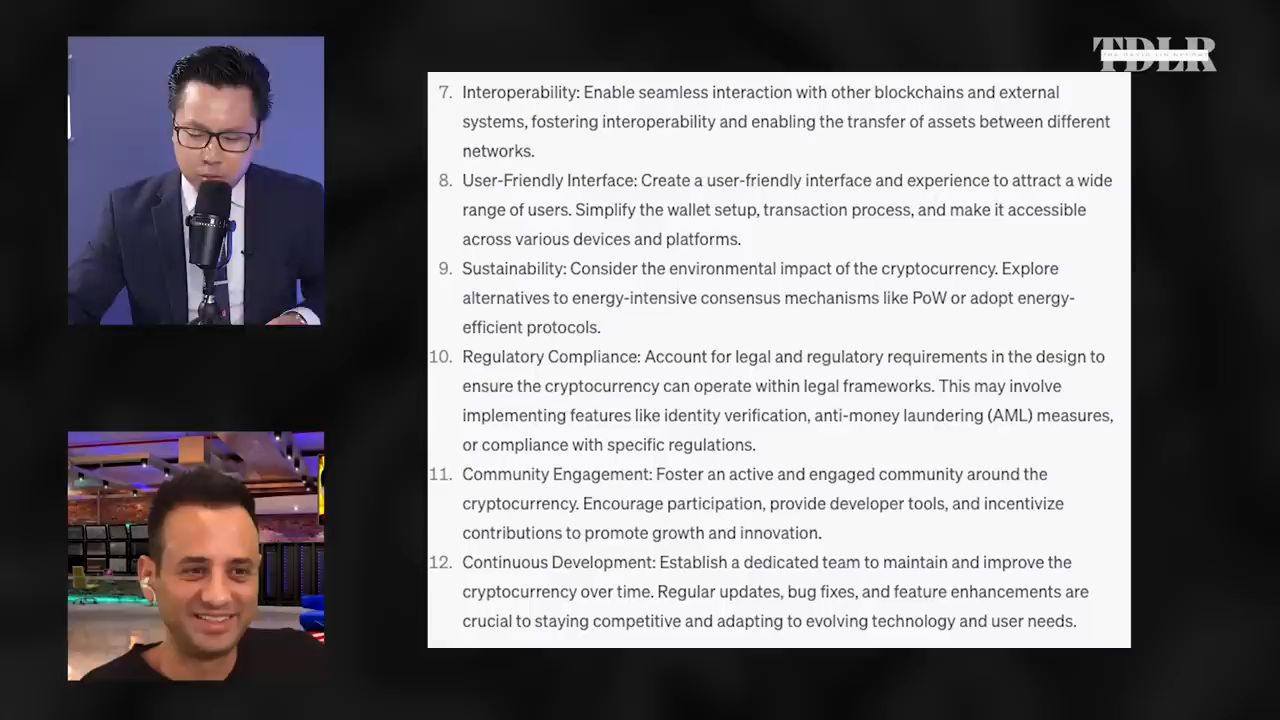 TDLR
THE DAVID LIN REPORT
7. Interoperability: Enable seamless interaction with other blockchains and external
systems, fostering interoperability and enabling the transfer of assets between different
networks.
8. User-Friendly Interface: Create a user-friendly interface and experience to attract a wide
range of users. Simplify the wallet setup, transaction process, and make it accessible
across various devices and platforms.
9. Sustainability: Consider the environmental impact of the cryptocurrency. Explore
alternatives to energy-intensive consensus mechanisms like PoW or adopt energy-
efficient protocols.
10. Regulatory Compliance: Account for legal and regulatory requirements in the design to
ensure the cryptocurrency can operate within legal frameworks. This may involve
implementing features like identity verification, anti-money laundering (AML) measures,
or compliance with specific regulations.
11. Community Engagement: Foster an active and engaged community around the
cryptocurrency. Encourage participation, provide developer tools, and incentivize
contributions to promote growth and innovation.
12. Continuous Development: Establish a dedicated team to maintain and improve the
cryptocurrency over time. Regular updates, bug fixes, and feature enhancements are
crucial to staying competitive and adapting to evolving technology and user needs.